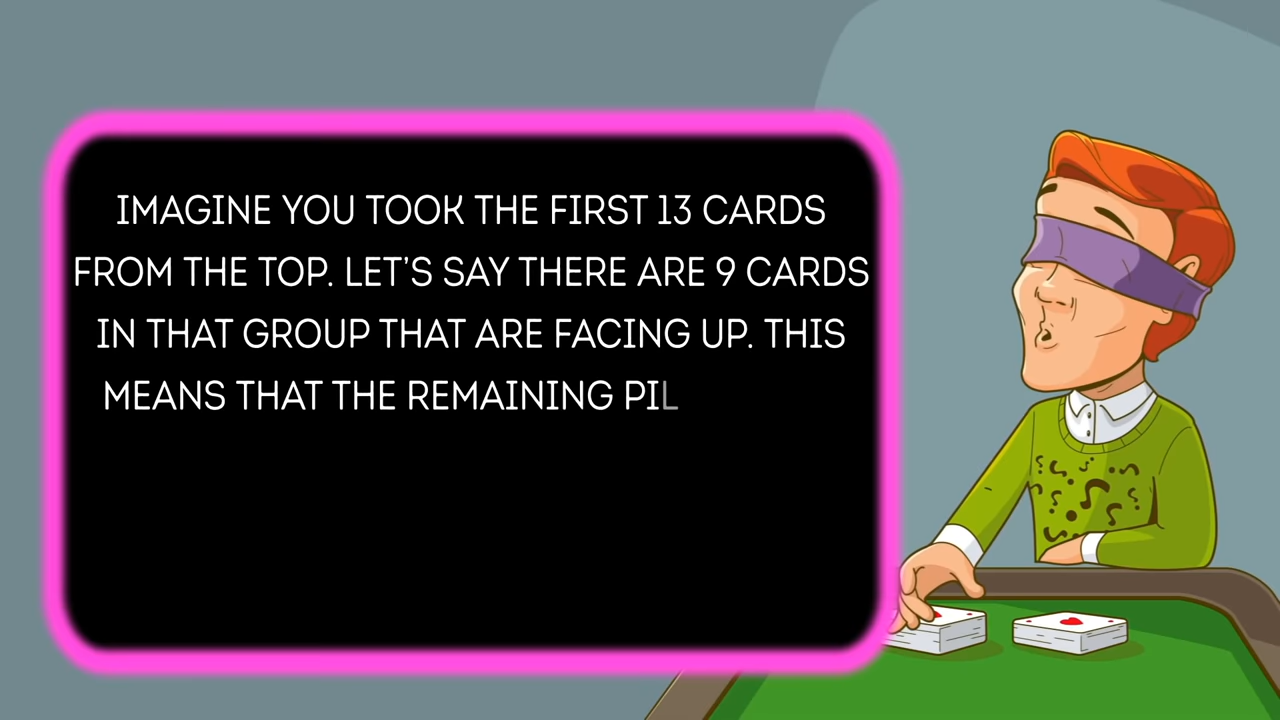 IMAGINE YOU TOOK THE FIRST 13 CARDS
FROM THE TOP. LET'S SAY THERE ARE 9 CARDS
IN THAT GROUP THAT ARE FACING UP. THIS
MEANS THAT THE REMAINING PIL